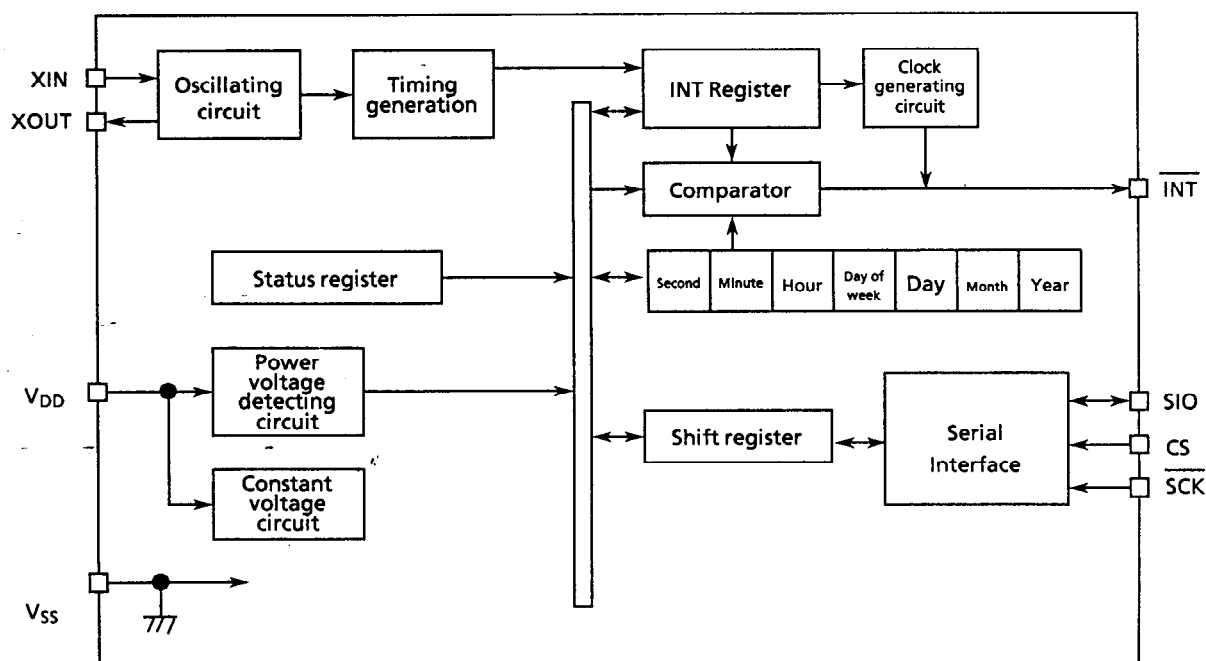 XIN
XOUT
Oscillating
circuit
Timing
generation
INT Register
Clock
generating
circuit
Comparator
INT
Status register
Second
Minute
Hour
Day of
week
Day
Month
Year
VDD
Power
voltage
detecting
circuit
Constant
voltage
circuit
Shift register
Serial
Interface
SIO
CS
SCK
VSS